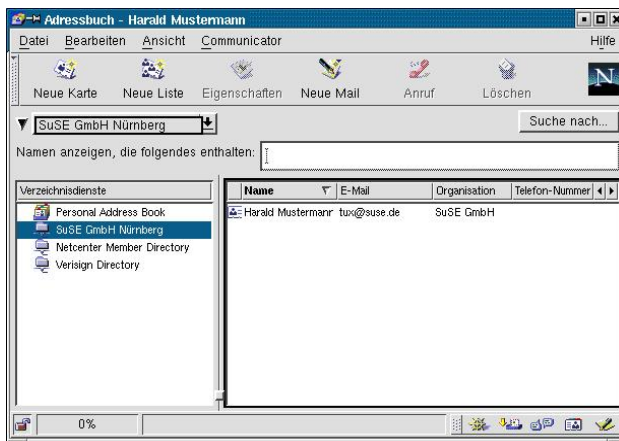 Adressbuch - Harald Mustermann
Datei Bearbeiten Ansicht Communicator Hilfe
Neue Karte Neue Liste Eigenschaften Neue Mail Anruf Löschen
N
SuSE GmbH Nürnberg Suche nach...
Namen anzeigen, die folgendes enthalten:
Verzeichnisdienste Name E-Mail Organisation Telefon-Nummer
Personal Address Book Harald Mustermann tux@suse.de SuSE GmbH
SuSE GmbH Nürnberg
Netcenter Member Directory
Verisign Directory
0%